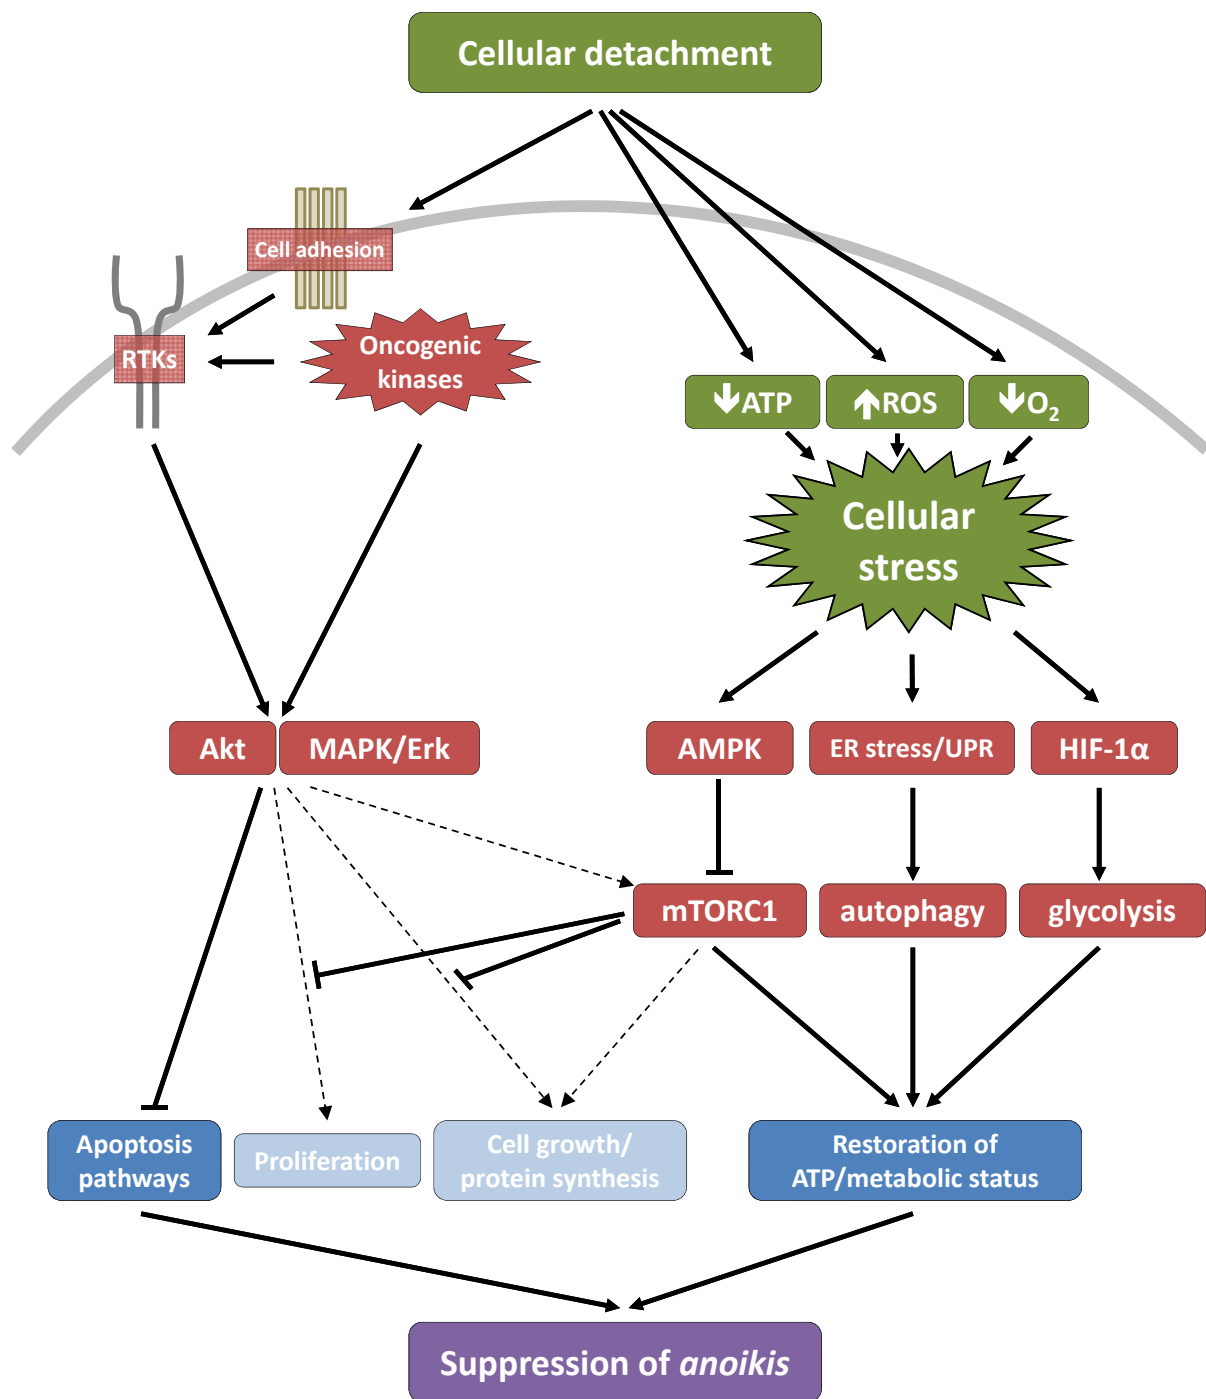 Cellular detachment
Cell adhesion
RTKs
Oncogenic
kinases
↓ATP
↑ROS
↓O₂
Cellular
stress
Akt
MAPK/Erk
AMPK
ER stress/UPR
HIF-1α
mTORC1
autophagy
glycolysis
Apoptosis
pathways
Proliferation
Cell growth/
protein synthesis
Restoration of
ATP/metabolic status
Suppression of anoikis